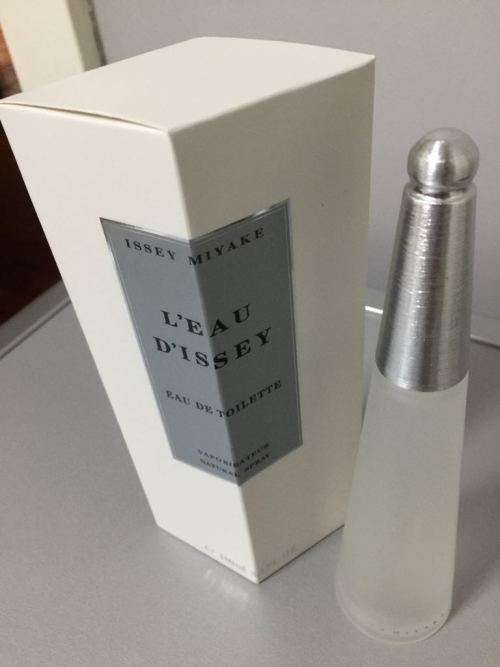 ISSEY MIYAKE
L'EAU
D'ISSEY
EAU DE TOILETTE
VAPORISATEUR
NATURAL SPRAY